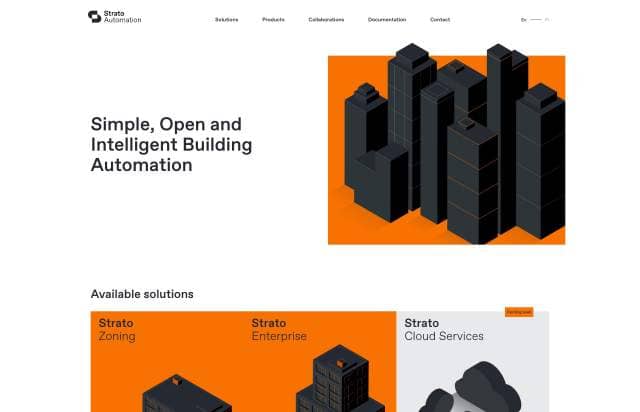 Strato
Automation
Solutions
Products
Collaborations
Documentation
Contact
En
Simple, Open and
Intelligent Building
Automation
Available solutions
Strato
Zoning
Strato
Enterprise
Strato
Cloud Services